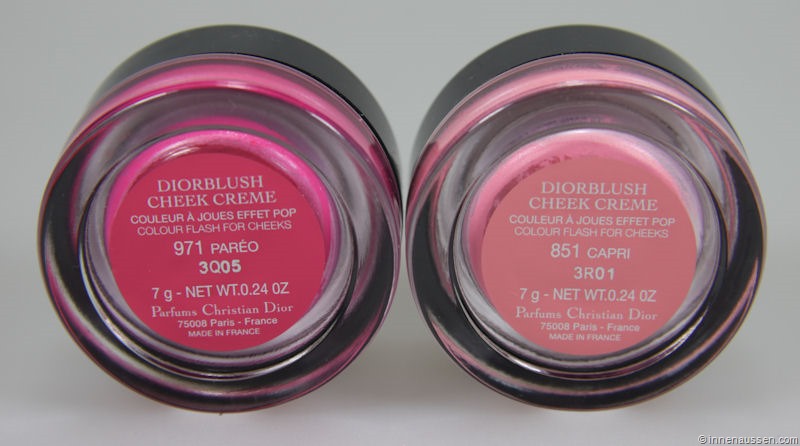 DIORBLUSH
CHEEK CREME
COULEUR À JOUES EFFET POP
COLOUR FLASH FOR CHEEKS
971 PARÉO
3Q05
7 g - NET WT.0.24 OZ
Parfums Christian Dior
75008 Paris - France
MADE IN FRANCE
DIORBLUSH
CHEEK CREME
COULEUR À JOUES EFFET POP
COLOUR FLASH FOR CHEEKS
851 CAPRI
3R01
7 g - NET WT.0.24 OZ
Parfums Christian Dior
75008 Paris - France
MADE IN FRANCE
© innenaussen.com